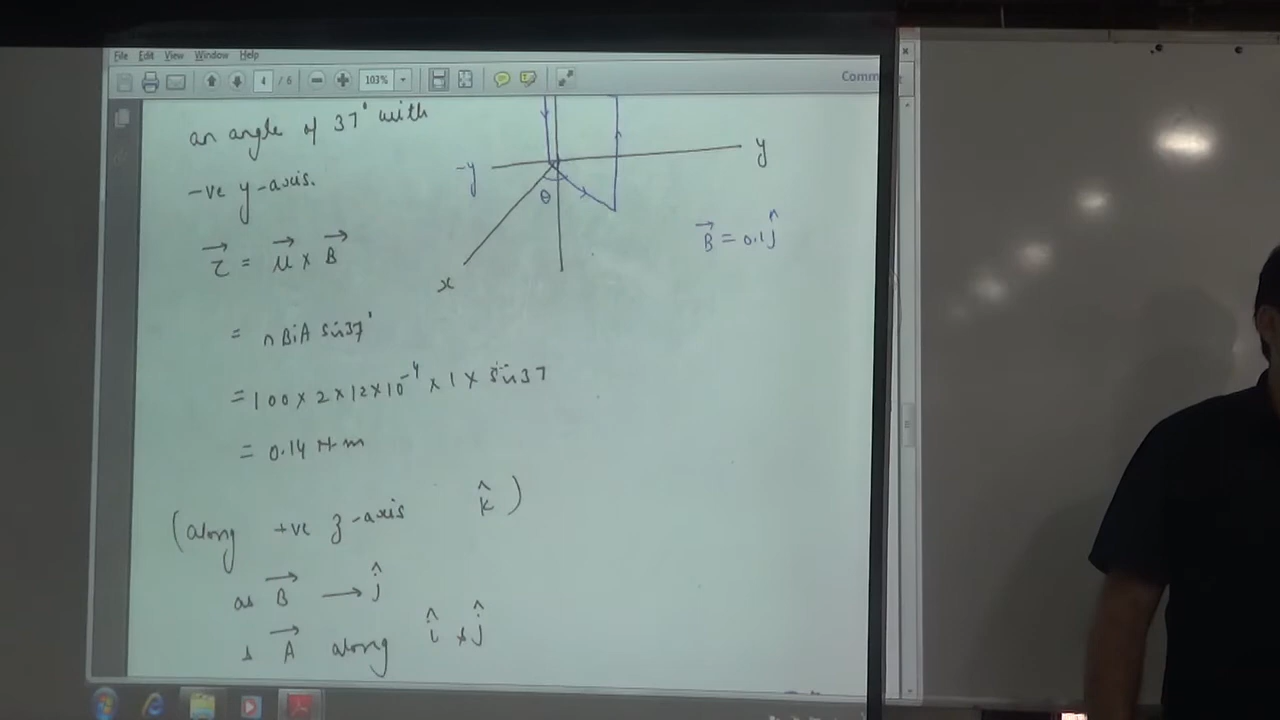 File Edit View Window Help
4 / 6 103%
Comm t
an angle of 37° with
-ve y-axis.
-y
y
θ
x
B⃗ = 0.1ĵ
τ⃗ = μ⃗ × B⃗
= nBiA sin37°
= 100 × 2 × 12 × 10⁻⁴ × 1 × sin37
= 0.14 N-m
(along +ve z-axis k̂ )
as B⃗ → ĵ
A⃗ along î × ĵ